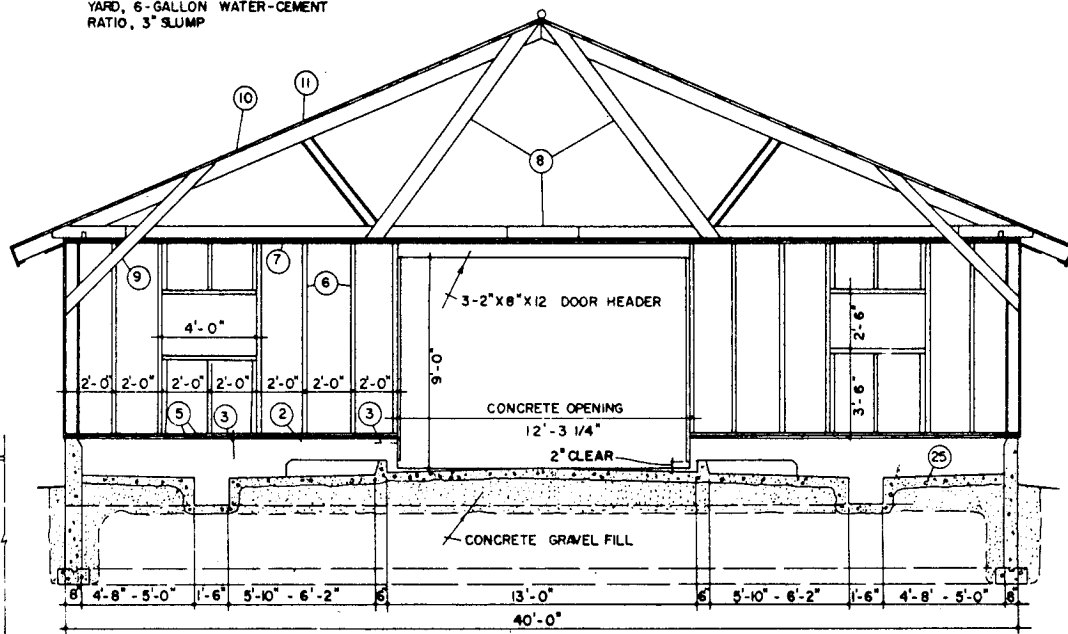 YARD, 6-GALLON WATER-CEMENT
RATIO, 3" SLUMP
11
10
8
9
7
6
3-2"X8"X12 DOOR HEADER
4'-0"
2'-6"
9'-0"
2'-0" 2'-0" 2'-0" 2'-0" 2'-0" 2'-0" 2'-0"
3'-6"
CONCRETE OPENING
12'-3 1/4"
5
3
2
3
2" CLEAR
25
CONCRETE GRAVEL FILL
8" 4'-8" - 5'-0" 1'-6" 5'-10" - 6'-2" 6" 13'-0" 6" 5'-10" - 6'-2" 1'-6" 4'-8' - 5'-0" 8"
40'-0"